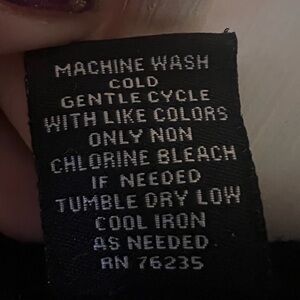 MACHINE WASH
COLD
GENTLE CYCLE
WITH LIKE COLORS
ONLY NON
CHLORINE BLEACH
IF NEEDED
TUMBLE DRY LOW
COOL IRON
AS NEEDED
RN 76235